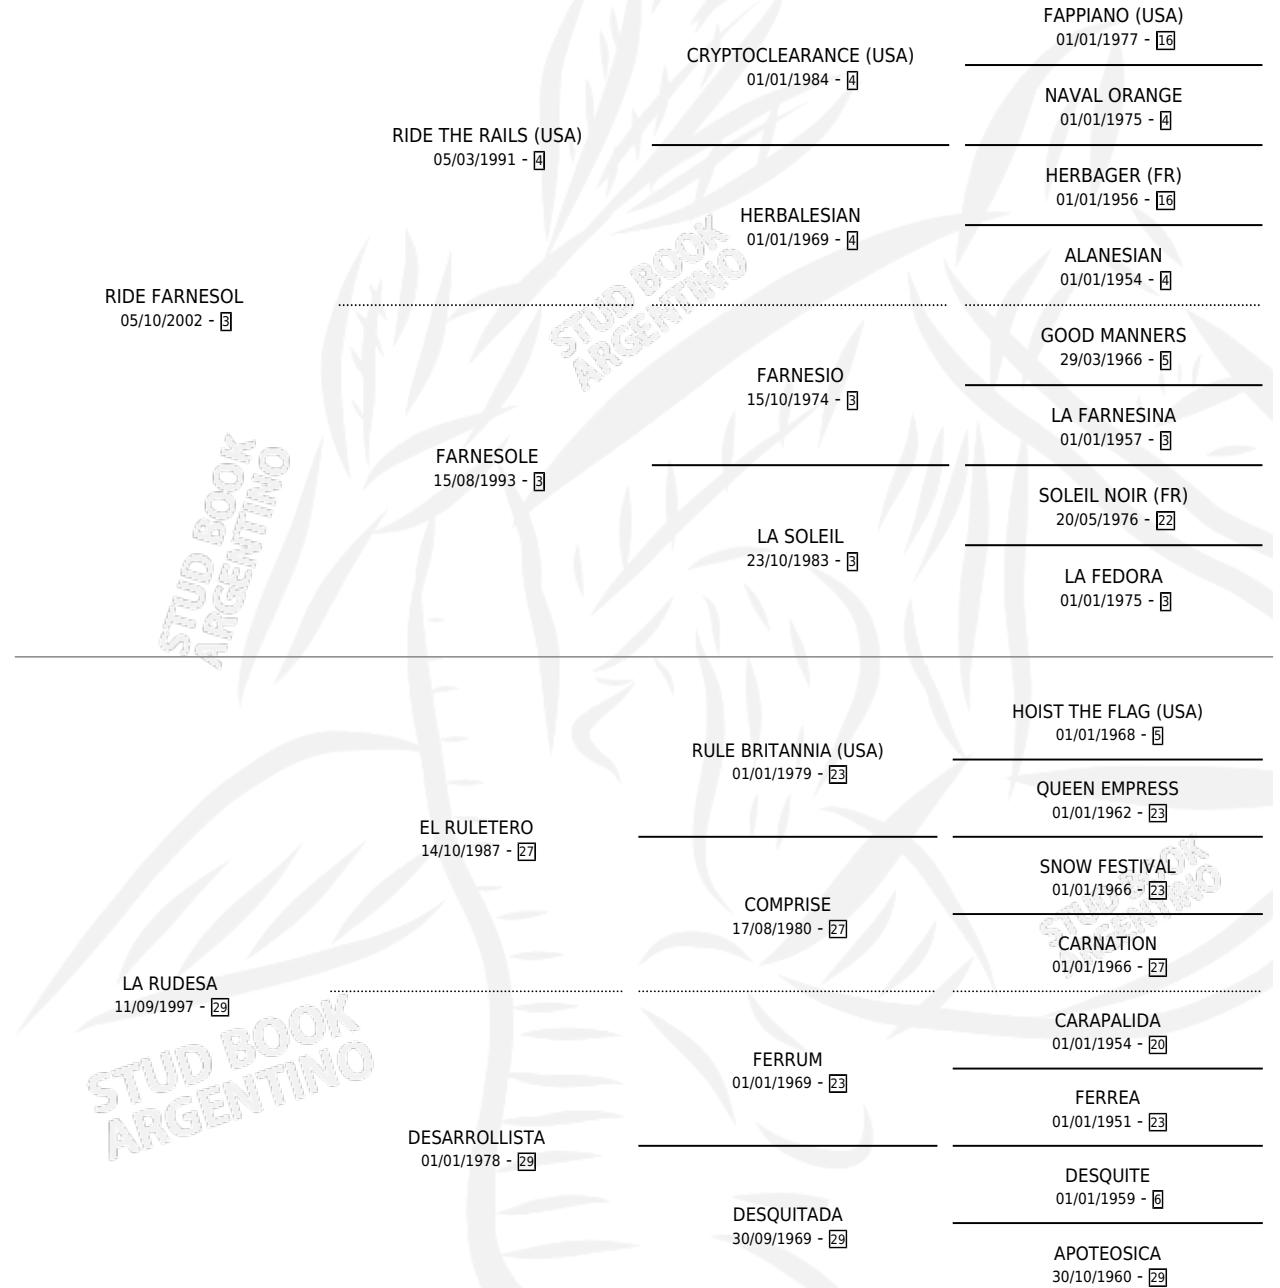 FAPPIANO (USA)
01/01/1977 - 16
CRYPTOCLEARANCE (USA)
01/01/1984 - 4
NAVAL ORANGE
01/01/1975 - 4
RIDE THE RAILS (USA)
05/03/1991 - 4
HERBAGER (FR)
01/01/1956 - 16
HERBALESIAN
01/01/1969 - 4
ALANESIAN
01/01/1954 - 4
RIDE FARNESOL
05/10/2002 - 3
GOOD MANNERS
29/03/1966 - 5
FARNESIO
15/10/1974 - 3
LA FARNESINA
01/01/1957 - 3
FARNESOLE
15/08/1993 - 3
SOLEIL NOIR (FR)
20/05/1976 - 22
LA SOLEIL
23/10/1983 - 3
LA FEDORA
01/01/1975 - 3
HOIST THE FLAG (USA)
01/01/1968 - 5
RULE BRITANNIA (USA)
01/01/1979 - 23
QUEEN EMPRESS
01/01/1962 - 23
EL RULETERO
14/10/1987 - 27
SNOW FESTIVAL
01/01/1966 - 23
COMPRISE
17/08/1980 - 27
CARNATION
01/01/1966 - 27
LA RUDESA
11/09/1997 - 29
CARAPALIDA
01/01/1954 - 20
FERRUM
01/01/1969 - 23
FERREA
01/01/1951 - 23
DESARROLLISTA
01/01/1978 - 29
DESQUITE
01/01/1959 - 6
DESQUITADA
30/09/1969 - 29
APOTEOSICA
30/10/1960 - 29
STUD BOOK
ARGENTINO
STUD BOOK
ARGENTINO
STUD BOOK
ARGENTINO
STUD BOOK
ARGENTINO